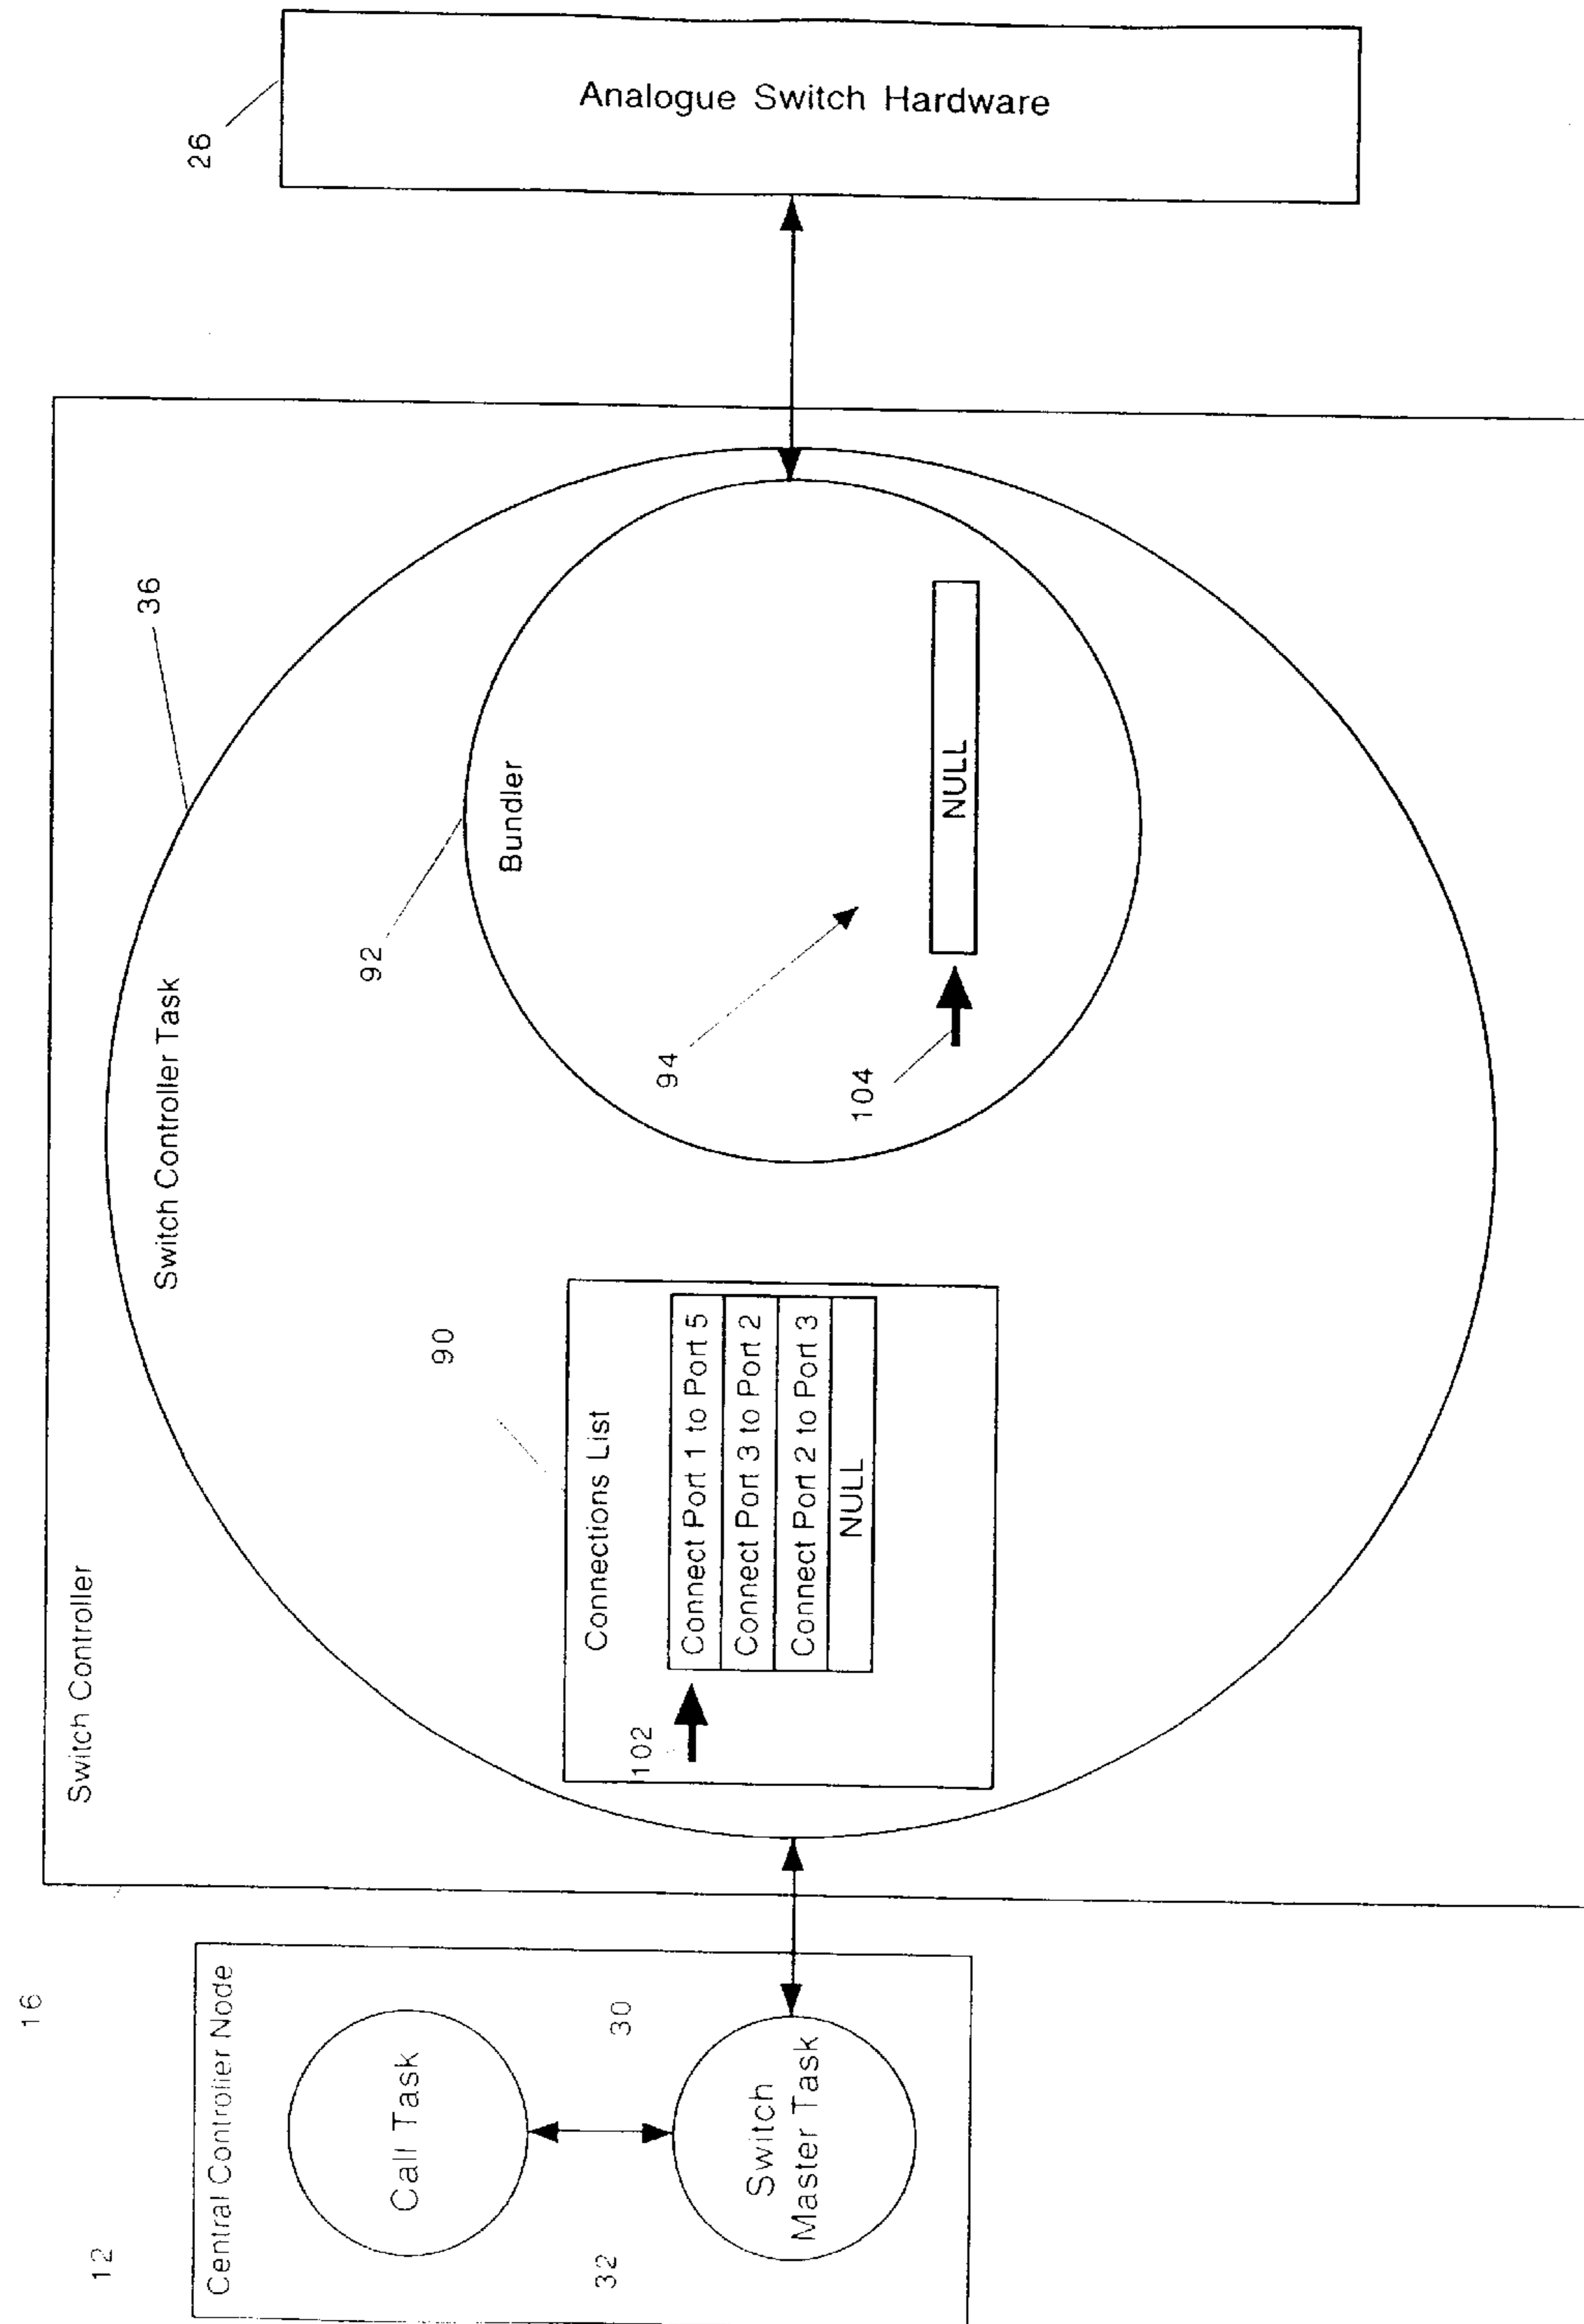 12
16
Central Controller Node
Call Task
30
32
Switch
Master Task
Switch Controller
Switch Controller Task
36
90
Connections List
102
Connect Port 1 to Port 5
Connect Port 3 to Port 2
Connect Port 2 to Port 3
NULL
92
Bundler
94
104
NULL
26
Analogue Switch Hardware